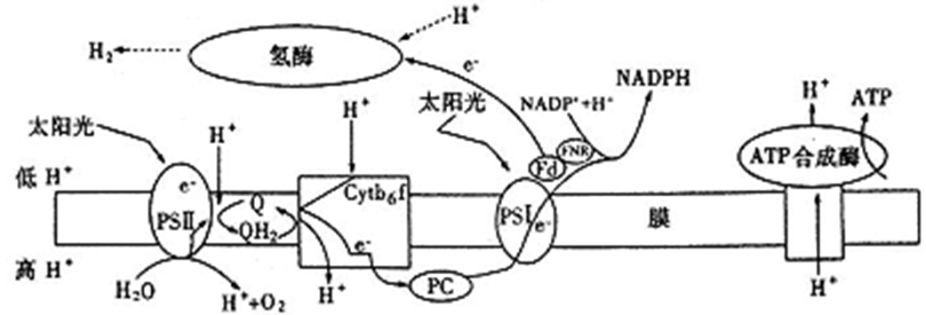 H₂
氢酶
H⁺
e⁻
太阳光
NADP⁺+H⁺
NADPH
H⁺
ATP
太阳光
H⁺
H⁺
FNR
Fd
ATP合成酶
低 H⁺
e⁻
PSⅡ
Q
QH₂
Cytb₆f
e⁻
PSⅠ
e⁻
膜
高 H⁺
H₂O
H⁺+O₂
H⁺
PC
H⁺